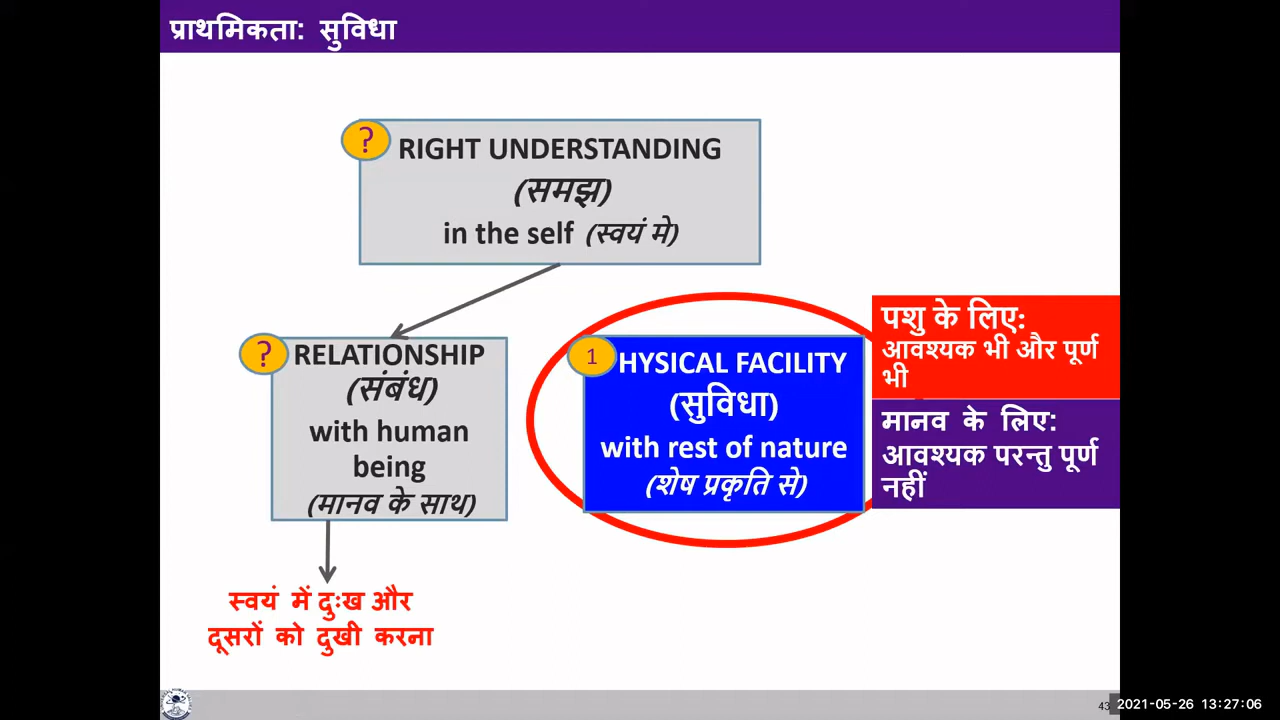 प्राथमिकता: सुविधा
?
RIGHT UNDERSTANDING
(समझ)
in the self (स्वयं मे)
?
RELATIONSHIP
(संबंध)
with human
being
(मानव के साथ)
1
HYSICAL FACILITY
(सुविधा)
with rest of nature
(शेष प्रकृति से)
पशु के लिए:
आवश्यक भी और पूर्ण
भी
मानव के लिए:
आवश्यक परन्तु पूर्ण
नहीं
स्वयं में दुःख और
दूसरों को दुखी करना
43
2021-05-26 13:27:06